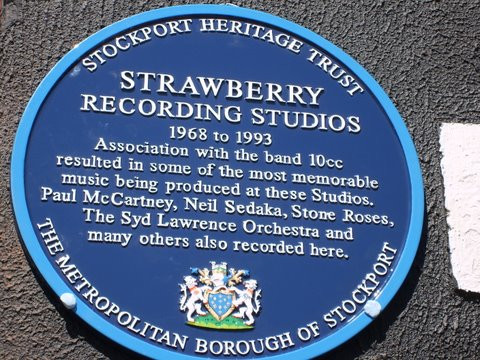 STOCKPORT HERITAGE TRUST
STRAWBERRY
RECORDING STUDIOS
1968 to 1993
Association with the band 10cc
resulted in some of the most memorable
music being produced at these Studios.
Paul McCartney, Neil Sedaka, Stone Roses,
The Syd Lawrence Orchestra and
many others also recorded here.
THE METROPOLITAN BOROUGH OF STOCKPORT